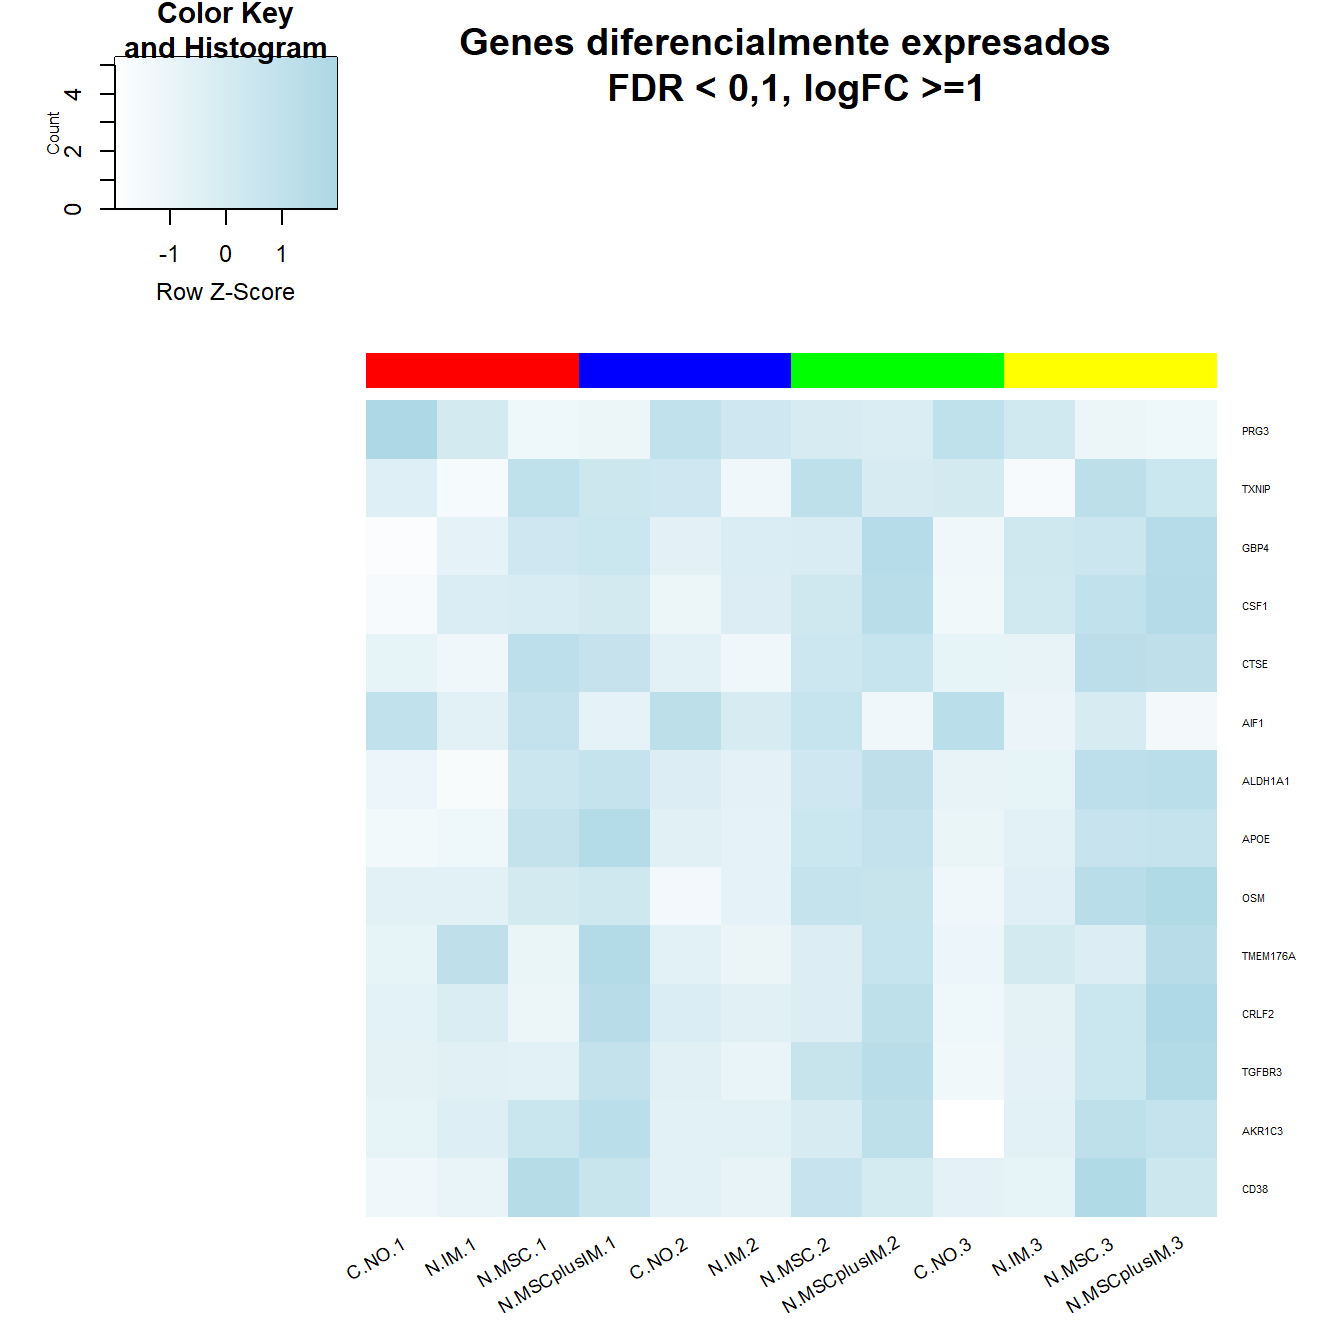 Color Key
and Histogram
Genes diferencialmente expresados
FDR < 0,1, logFC >=1
Count
0
2
4
-1
0
1
Row Z-Score
PRG3
TXNIP
GBP4
CSF1
CTSE
AIF1
ALDH1A1
APOE
OSM
TMEM176A
CRLF2
TGFBR3
AKR1C3
CD38
C.NO.1
N.IM.1
N.MSC.1
N.MSCplusIM.1
C.NO.2
N.IM.2
N.MSC.2
N.MSCplusIM.2
C.NO.3
N.IM.3
N.MSC.3
N.MSCplusIM.3